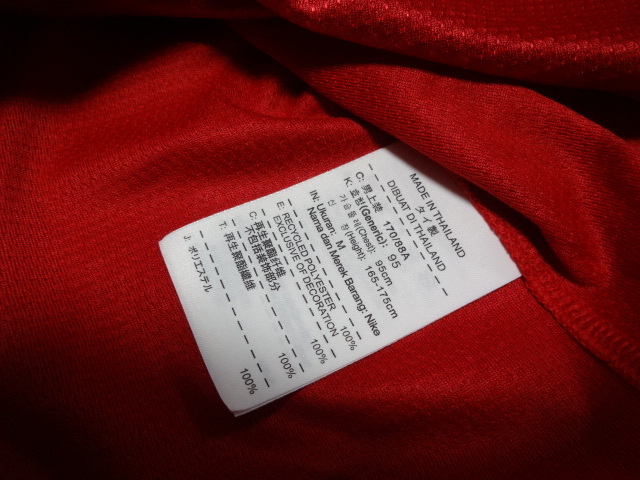 MADE IN THAILAND
タイ製
DIBUAT DI THAILAND
C: 男上装 170/88A
K: 호칭(Generic): 95
가슴둘레(Chest): 95cm
신 장(Height): 165-175cm
IN: Ukuran: M
Nama dan Merek Barang: Nike
E: RECYCLED POLYESTER 100%
EXCLUSIVE OF DECORATION
C: 再生聚酯纤维 100%
不包括装饰部分
T: 再生聚酯纖維 100%
J: ポリエステル 100%